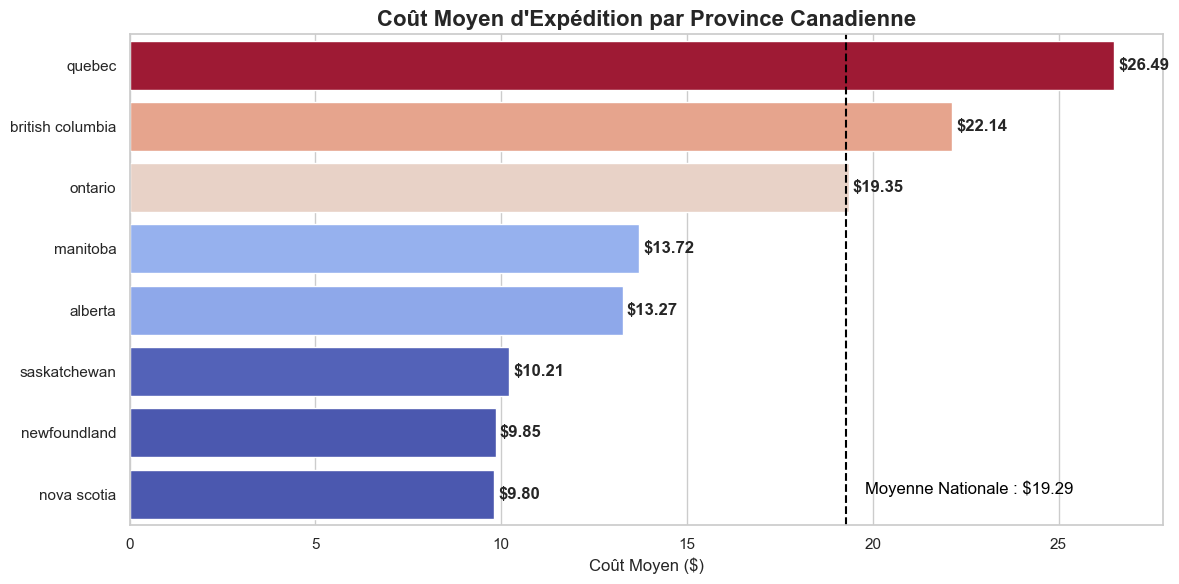 Coût Moyen d'Expédition par Province Canadienne
quebec $26.49
british columbia $22.14
ontario $19.35
manitoba $13.72
alberta $13.27
saskatchewan $10.21
newfoundland $9.85
nova scotia $9.80
Moyenne Nationale : $19.29
0 5 10 15 20 25
Coût Moyen ($)